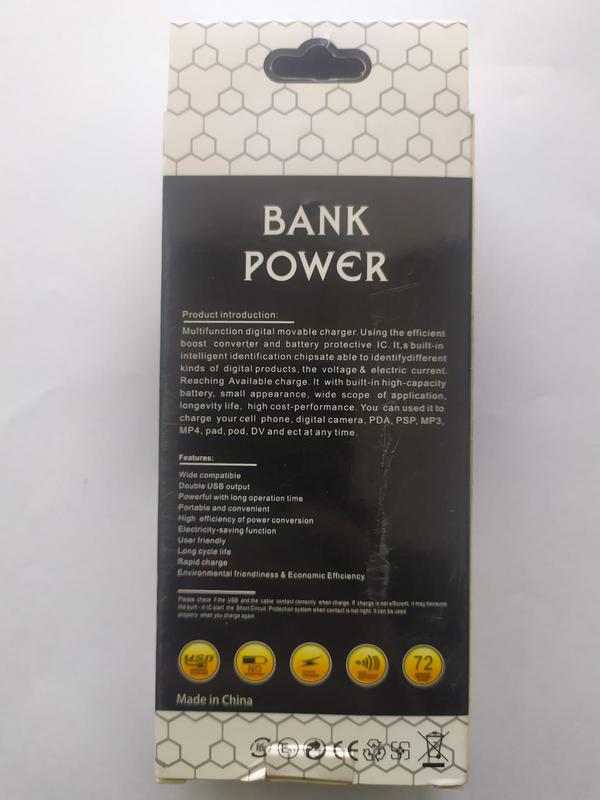 BANK
POWER
Product introduction:
Multifunction digital movable charger. Using the efficient
boost converter and battery protective IC. It,s built-in
intelligent identification chipsate able to identifydifferent
kinds of digital products, the voltage & electric current.
Reaching Available charge. It with built-in high-capacity
battery, small appearance, wide scope of application,
longevity life, high cost-performance. You can used it to
charge your cell phone, digital camera, PDA, PSP, MP3,
MP4, pad, pod, DV and ect at any time.
Features:
Wide compatible
Double USB output
Powerful with long operation time
Portable and convenient
High efficiency of power conversion
Electricity-saving function
User friendly
Long cycle life
Rapid charge
Environmental friendliness & Economic Efficiency
Please check if the USB and the cable contact correctly when charge. If charge is not efficient, it may because
the built-in IC start the Short Circuit Protection system when contact is not right. It can be used
properly when you charge again.
USB
NO
72
Made in China
CE